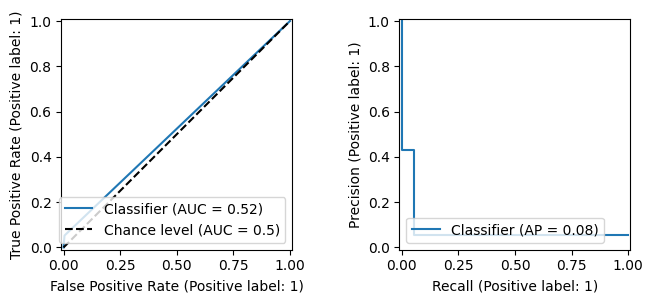 True Positive Rate (Positive label: 1)
1.0
0.8
0.6
0.4
0.2
0.0
Classifier (AUC = 0.52)
Chance level (AUC = 0.5)
0.00 0.25 0.50 0.75 1.00
False Positive Rate (Positive label: 1)
Precision (Positive label: 1)
1.0
0.8
0.6
0.4
0.2
0.0
Classifier (AP = 0.08)
0.00 0.25 0.50 0.75 1.00
Recall (Positive label: 1)